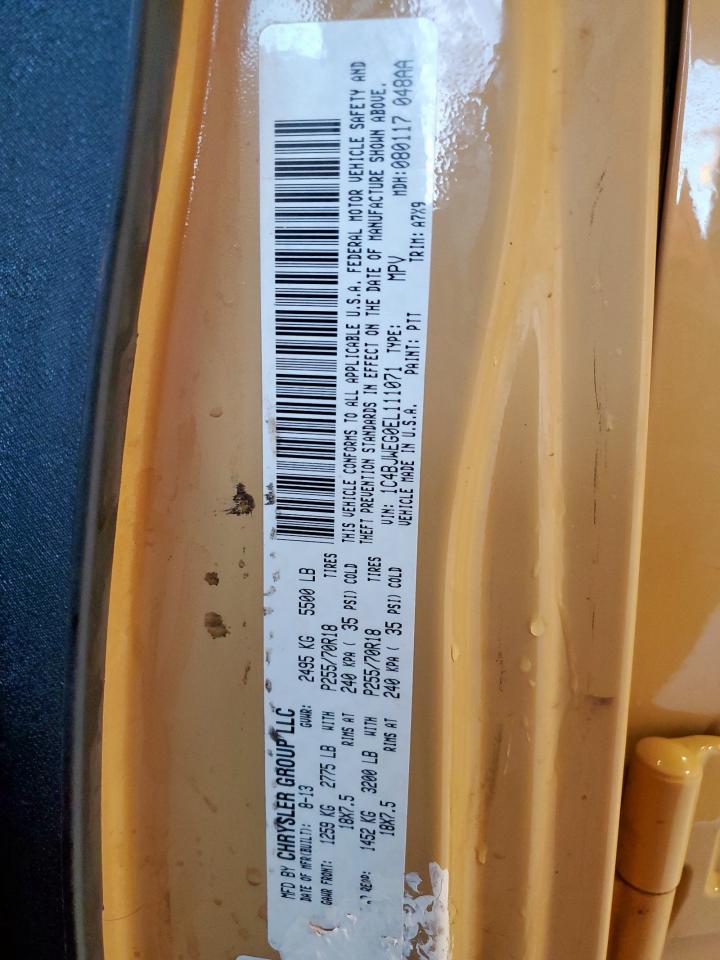 MFD BY CHRYSLER GROUP LLC
DATE OF MFR(BUILT): 8-13 GVWR: 2495 KG 5500 LB
GAWR FRONT: 1259 KG 2775 LB WITH P255/70R18 TIRES
18X7.5 RIMS AT 240 KPA ( 35 PSI) COLD
REAR: 1452 KG 3200 LB WITH P255/70R18 TIRES
18X7.5 RIMS AT 240 KPA ( 35 PSI) COLD
THIS VEHICLE CONFORMS TO ALL APPLICABLE U.S.A. FEDERAL MOTOR VEHICLE SAFETY AND
THEFT PREVENTION STANDARDS IN EFFECT ON THE DATE OF MANUFACTURE SHOWN ABOVE.
VIN: 1C4BJWEG0EL111071 TYPE: MPV MDH:080117 048AA
VEHICLE MADE IN U.S.A. PAINT: PT7 TRIM: A7X9